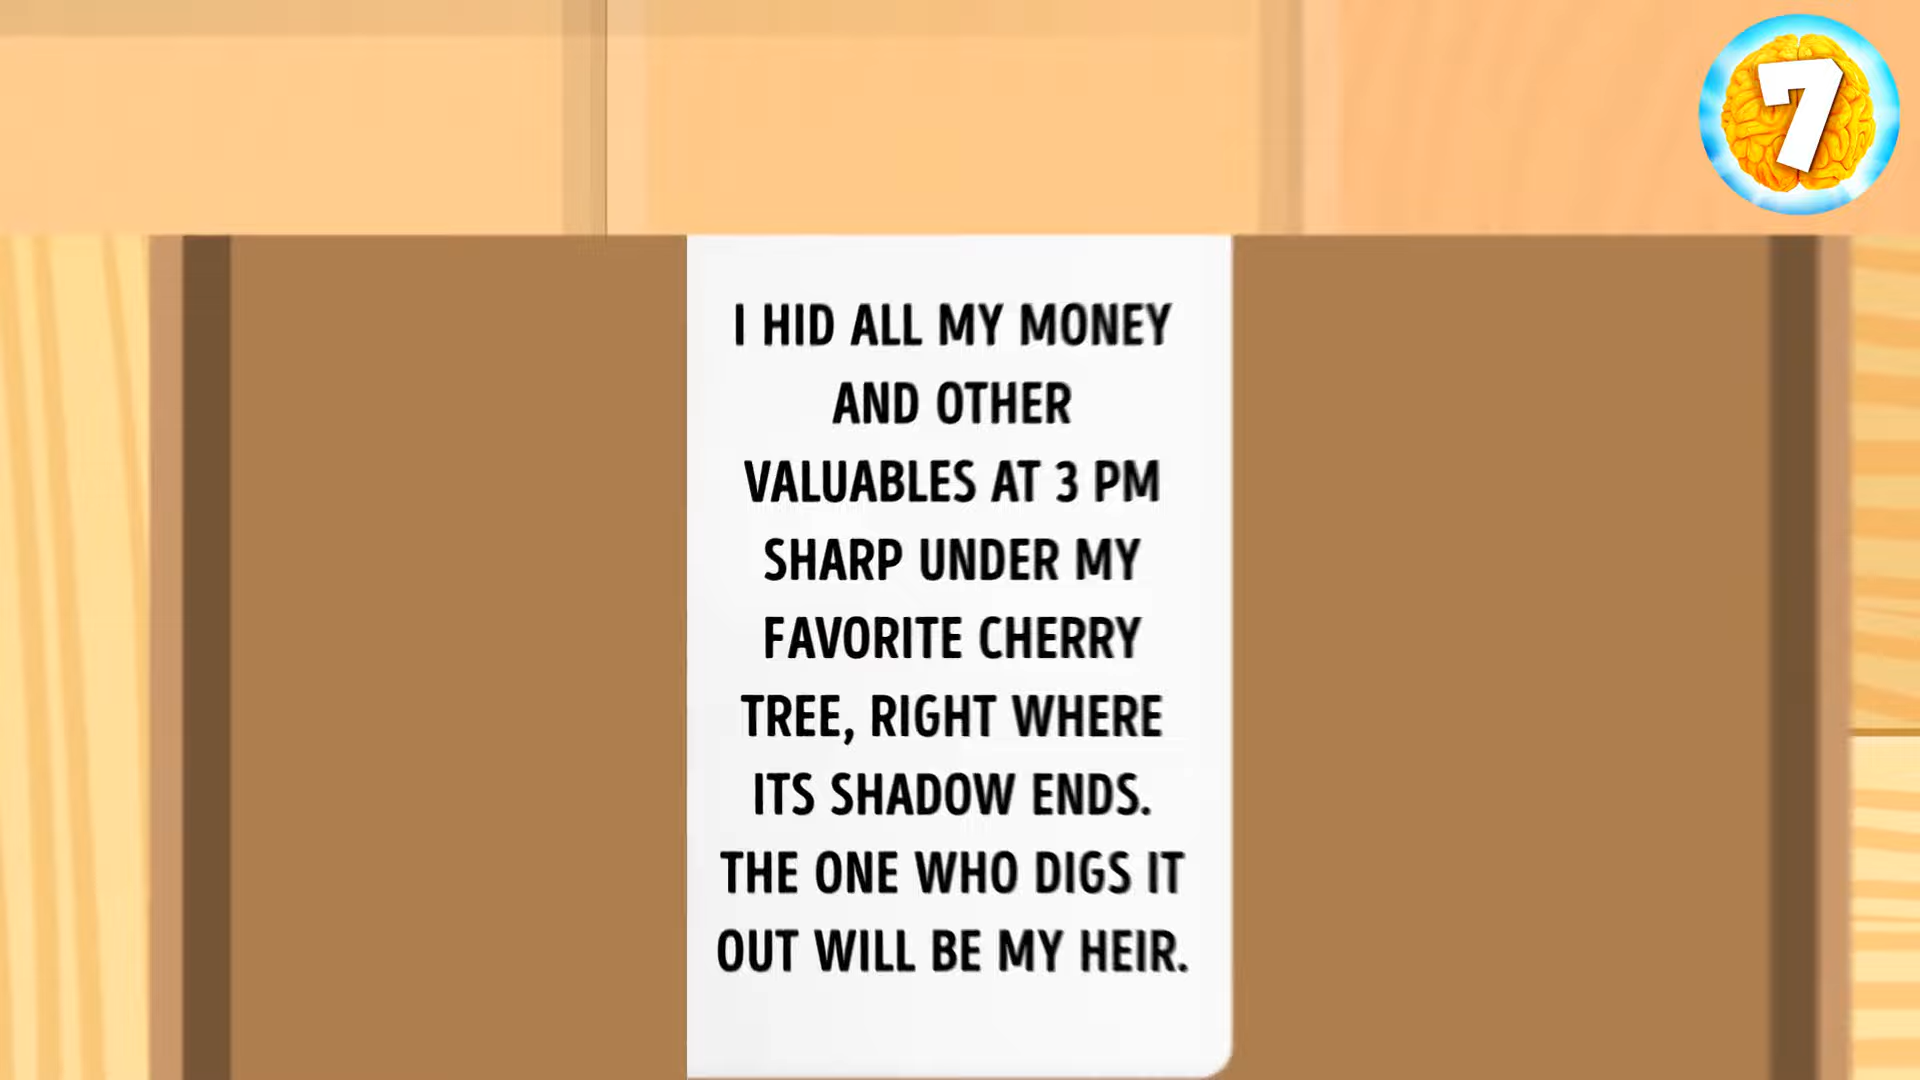 7
I HID ALL MY MONEY
AND OTHER
VALUABLES AT 3 PM
SHARP UNDER MY
FAVORITE CHERRY
TREE, RIGHT WHERE
ITS SHADOW ENDS.
THE ONE WHO DIGS IT
OUT WILL BE MY HEIR.